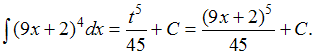 ∫(9x+2)⁴dx = t⁵/45 + C = (9x+2)⁵/45 + C.